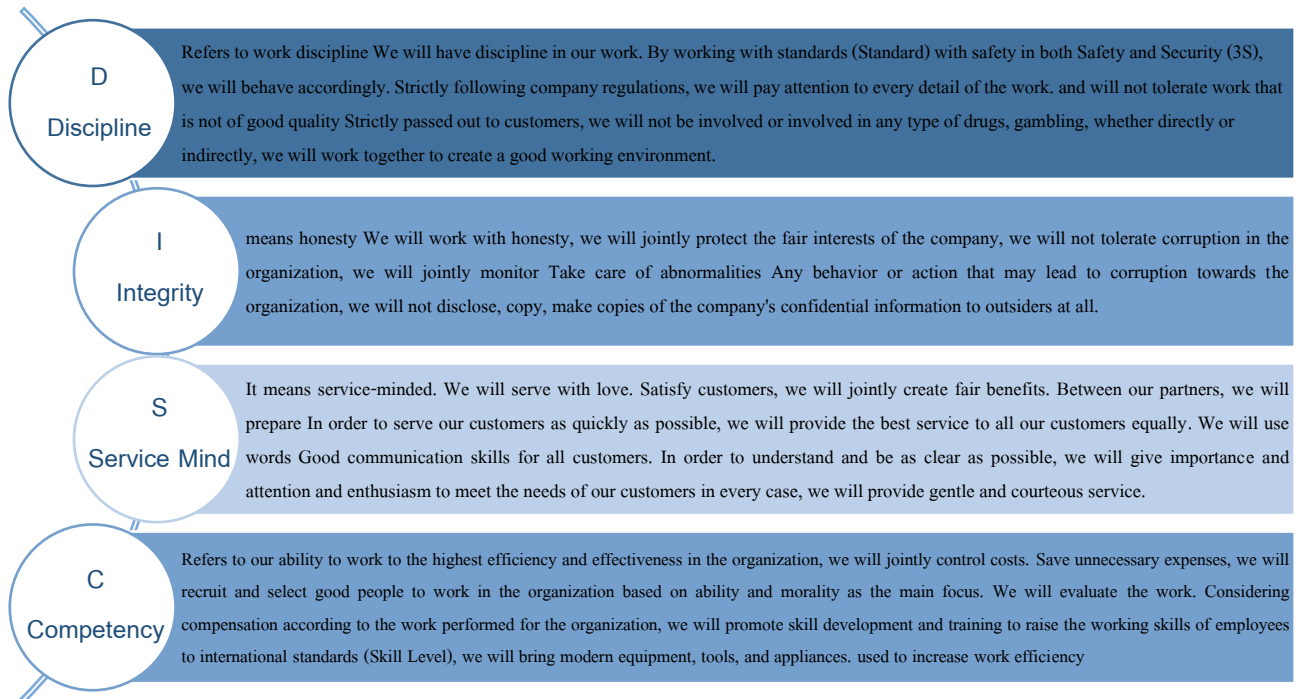 D
Discipline
Refers to work discipline We will have discipline in our work. By working with standards (Standard) with safety in both Safety and Security (3S),
we will behave accordingly. Strictly following company regulations, we will pay attention to every detail of the work. and will not tolerate work that
is not of good quality Strictly passed out to customers, we will not be involved or involved in any type of drugs, gambling, whether directly or
indirectly, we will work together to create a good working environment.
I
Integrity
means honesty We will work with honesty, we will jointly protect the fair interests of the company, we will not tolerate corruption in the
organization, we will jointly monitor Take care of abnormalities Any behavior or action that may lead to corruption towards the
organization, we will not disclose, copy, make copies of the company's confidential information to outsiders at all.
S
Service Mind
It means service-minded. We will serve with love. Satisfy customers, we will jointly create fair benefits. Between our partners, we will
prepare In order to serve our customers as quickly as possible, we will provide the best service to all our customers equally. We will use
words Good communication skills for all customers. In order to understand and be as clear as possible, we will give importance and
attention and enthusiasm to meet the needs of our customers in every case, we will provide gentle and courteous service.
C
Competency
Refers to our ability to work to the highest efficiency and effectiveness in the organization, we will jointly control costs. Save unnecessary expenses, we will
recruit and select good people to work in the organization based on ability and morality as the main focus. We will evaluate the work. Considering
compensation according to the work performed for the organization, we will promote skill development and training to raise the working skills of employees
to international standards (Skill Level), we will bring modern equipment, tools, and appliances. used to increase work efficiency